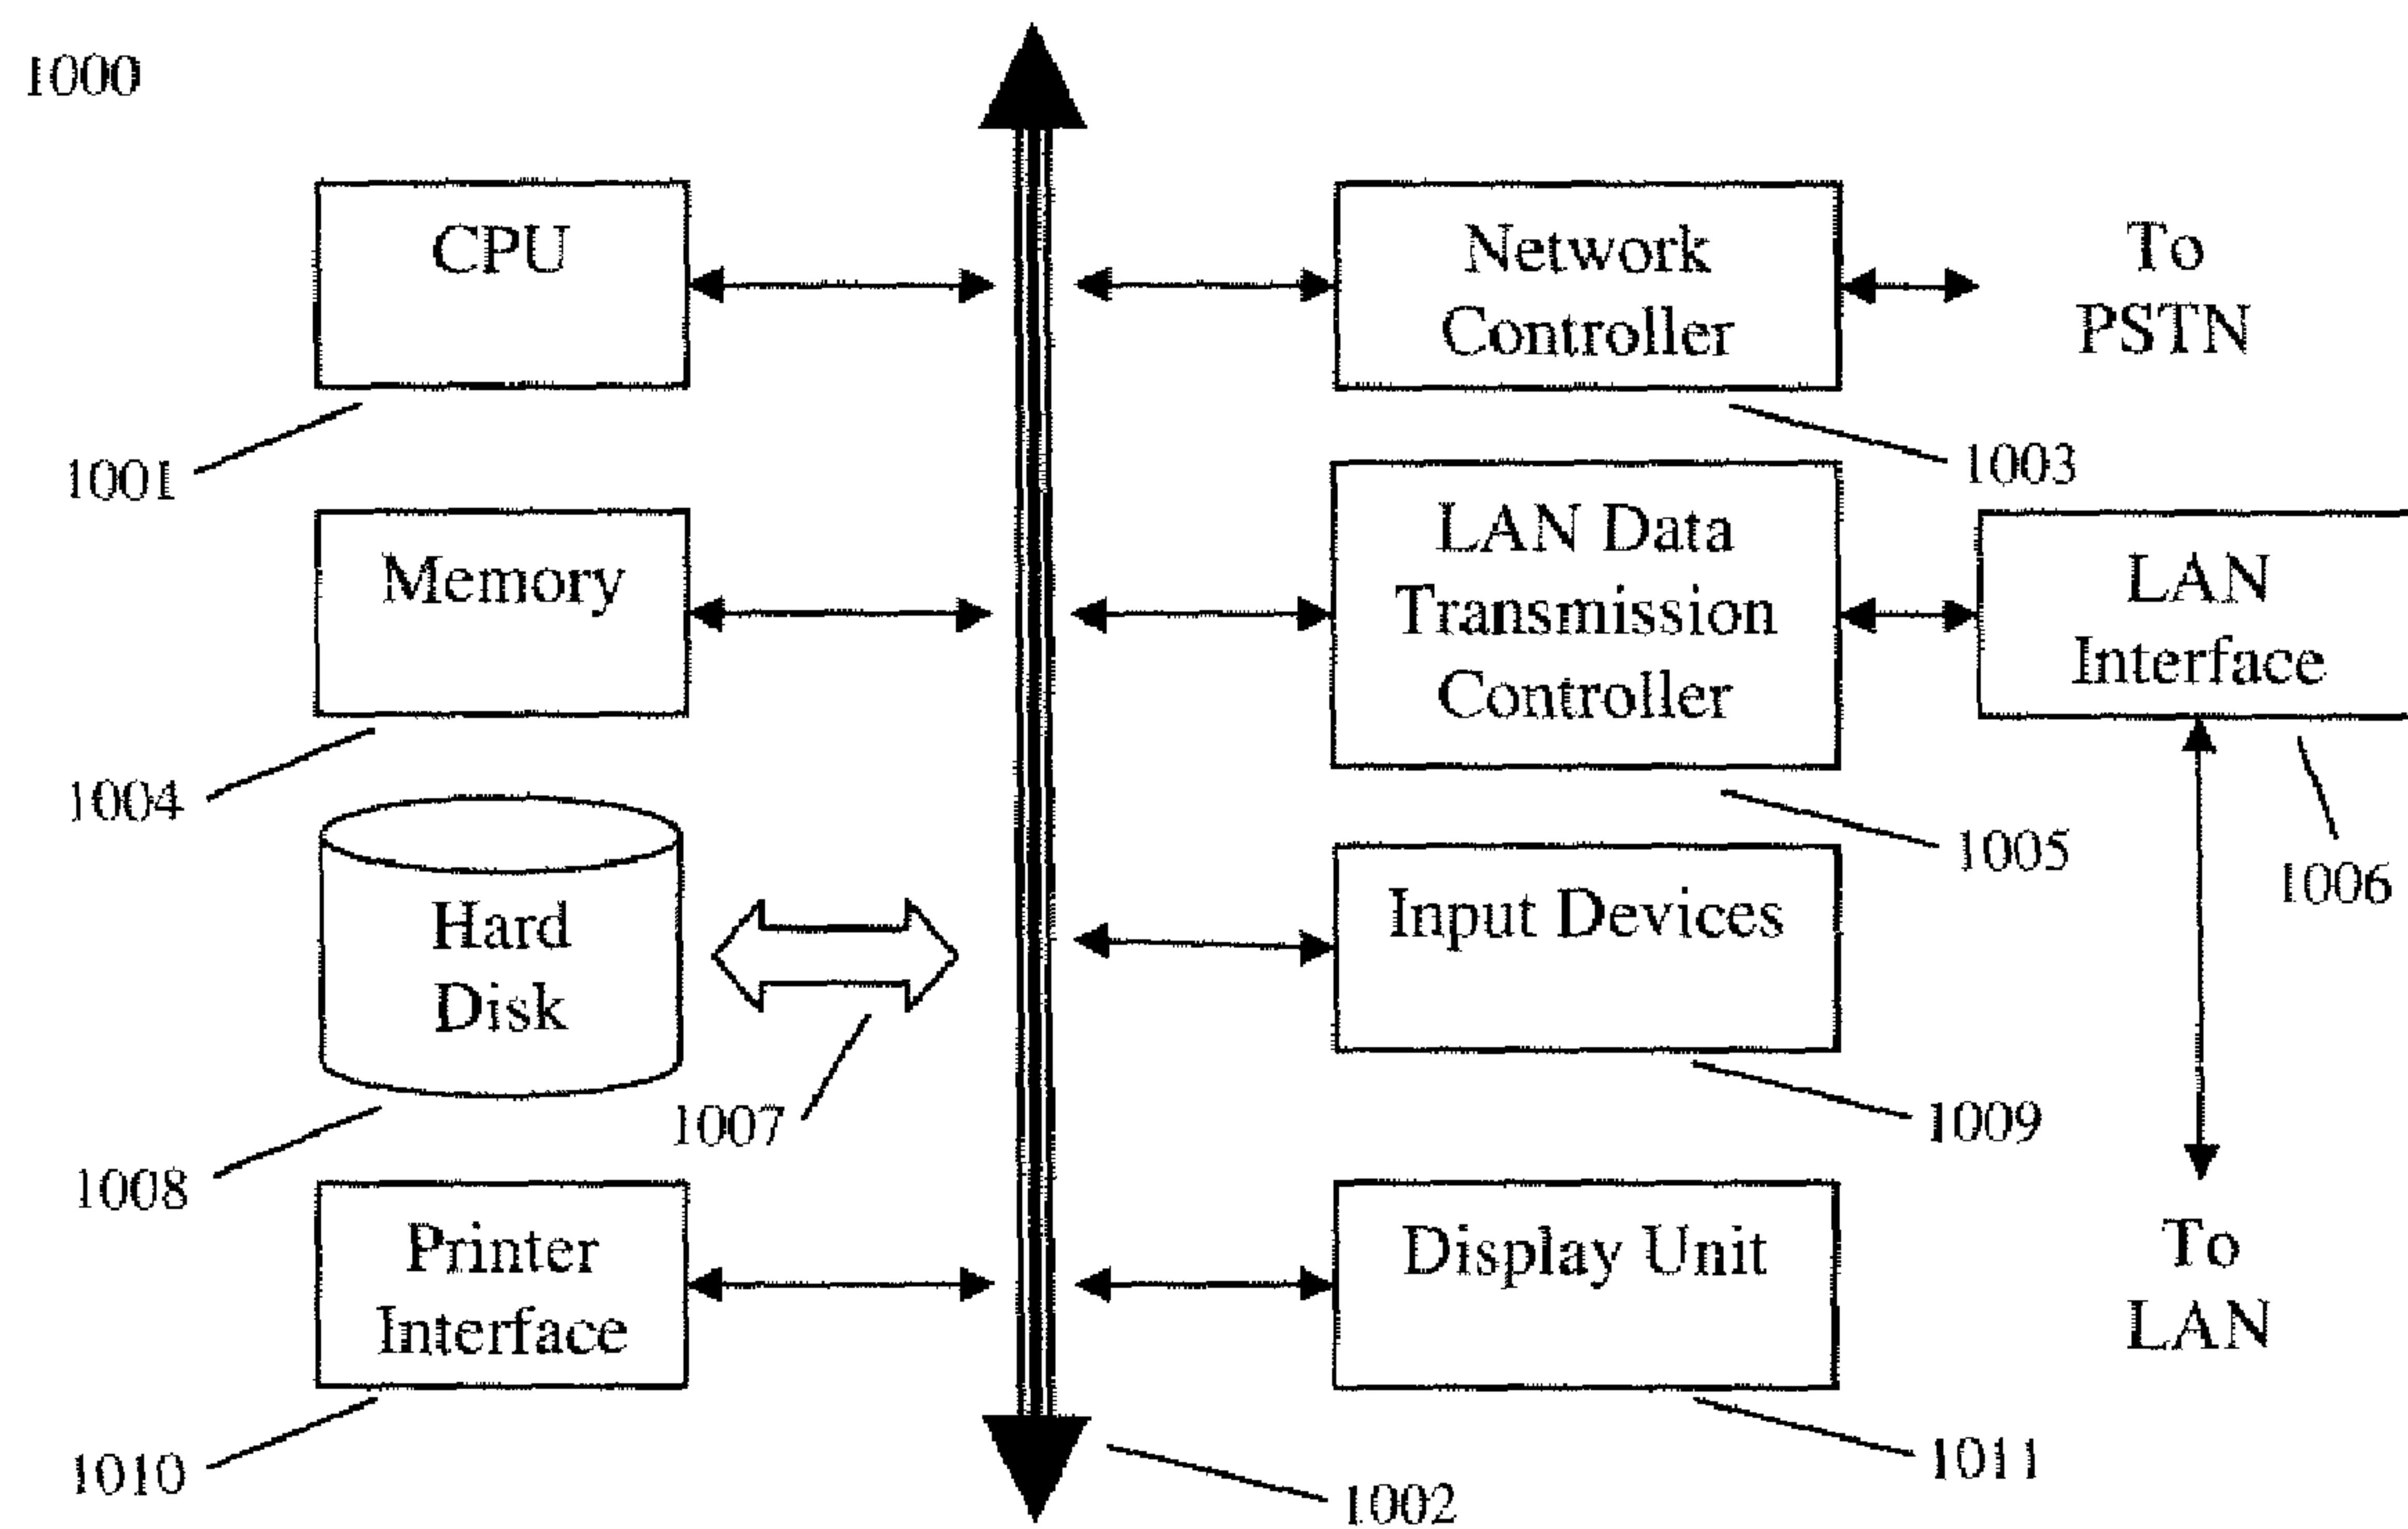 1000
CPU
Network
Controller
To
PSTN
1001
1003
Memory
LAN Data
Transmission
Controller
LAN
Interface
1004
1005
1006
Hard
Disk
Input Devices
1007
1008
1009
Printer
Interface
Display Unit
To
LAN
1010
1011
1002